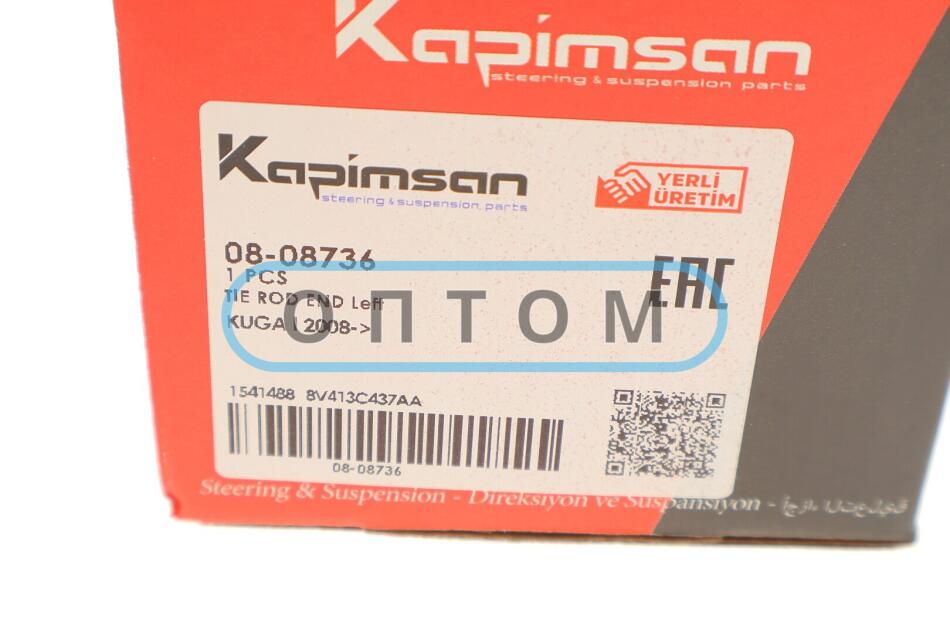 Kapimsan
steering & suspension parts
Kapimsan
steering & suspension parts
YERLİ
ÜRETİM
08-08736
1 PCS
TIE ROD END Left
KUGA I 2008->
EAC
ОПТОМ
1541488 8V413C437AA
08-08736
Steering & Suspension - Direksiyon ve Suspansiyon -